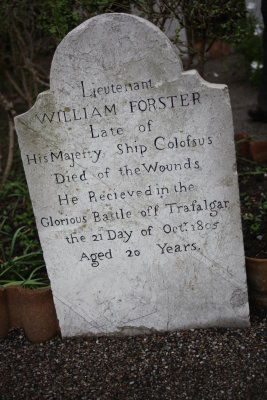 Lieutenant
WILLIAM FORSTER
Late of
His Majeſty Ship Coloſsus
Died of the Wounds
He Recieved in the
Glorious Battle off Trafalgar
the 21 Day of Octr. 1805
Aged 20 Years.